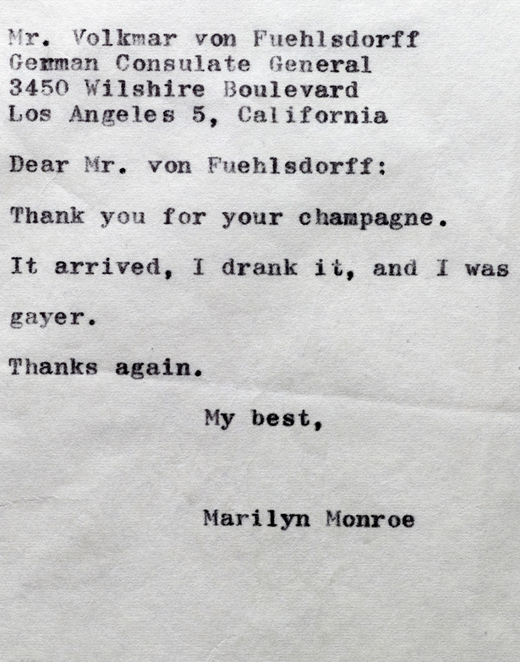 Mr. Volkmar von Fuehlsdorff
German Consulate General
3450 Wilshire Boulevard
Los Angeles 5, California
Dear Mr. von Fuehlsdorff:
Thank you for your champagne.
It arrived, I drank it, and I was
gayer.
Thanks again.
My best,
Marilyn Monroe